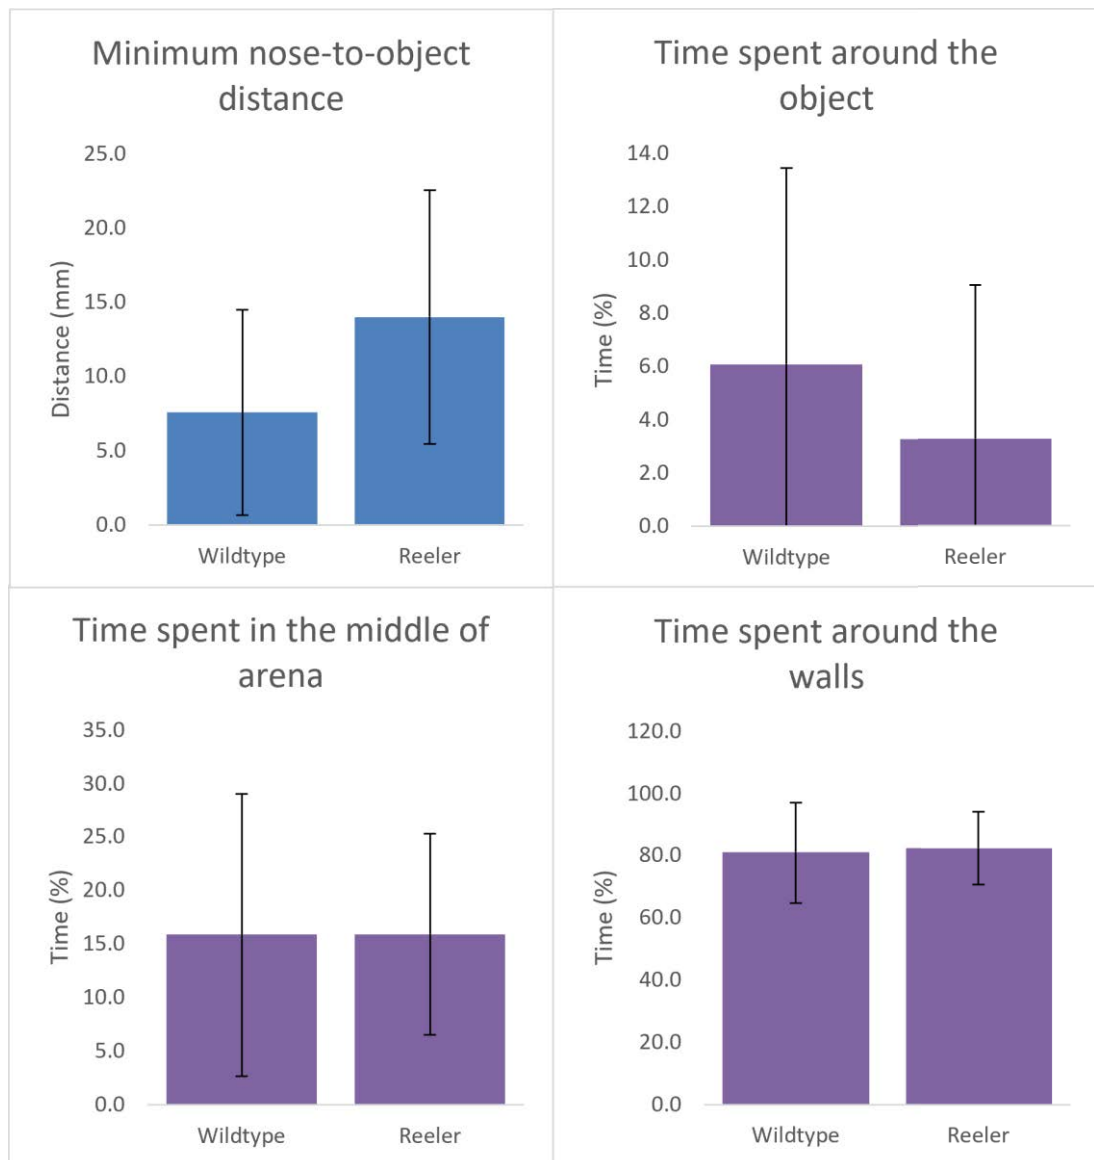 Minimum nose-to-object
distance
25.0
20.0
15.0
10.0
5.0
0.0
Distance (mm)
Wildtype
Reeler
Time spent around the
object
14.0
12.0
10.0
8.0
6.0
4.0
2.0
0.0
Time (%)
Wildtype
Reeler
Time spent in the middle of
arena
35.0
30.0
25.0
20.0
15.0
10.0
5.0
0.0
Time (%)
Wildtype
Reeler
Time spent around the
walls
120.0
100.0
80.0
60.0
40.0
20.0
0.0
Time (%)
Wildtype
Reeler